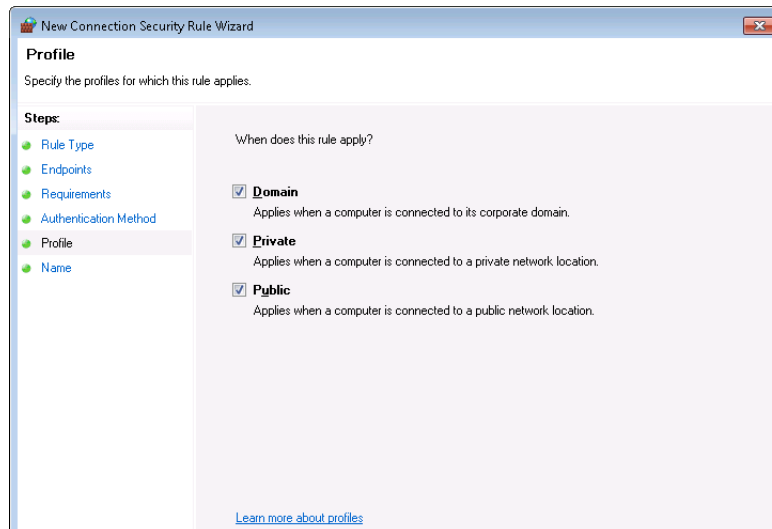 New Connection Security Rule Wizard
Profile
Specify the profiles for which this rule applies.
Steps:
Rule Type
Endpoints
Requirements
Authentication Method
Profile
Name
When does this rule apply?
Domain
Applies when a computer is connected to its corporate domain.
Private
Applies when a computer is connected to a private network location.
Public
Applies when a computer is connected to a public network location.
Learn more about profiles